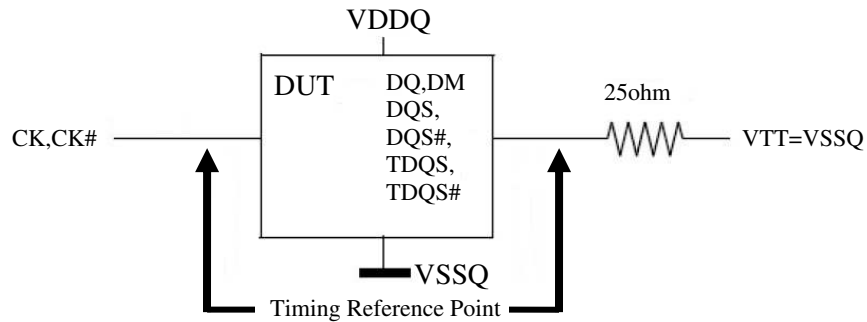 VDDQ
DUT
DQ,DM
DQS,
DQS#,
TDQS,
TDQS#
25ohm
CK,CK#
VTT=VSSQ
VSSQ
Timing Reference Point